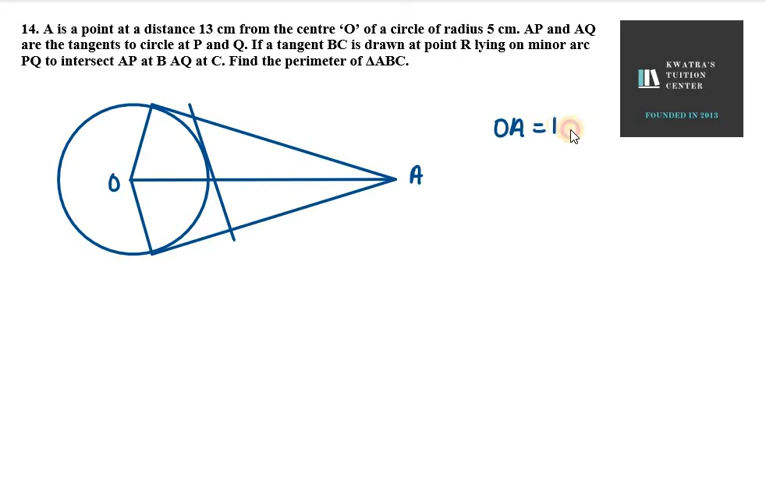 14. A is a point at a distance 13 cm from the centre ‘O’ of a circle of radius 5 cm. AP and AQ
are the tangents to circle at P and Q. If a tangent BC is drawn at point R lying on minor arc
PQ to intersect AP at B AQ at C. Find the perimeter of ΔABC.
KWATRA'S
TUITION
CENTER
FOUNDED IN 2013
OA = 1
O
A